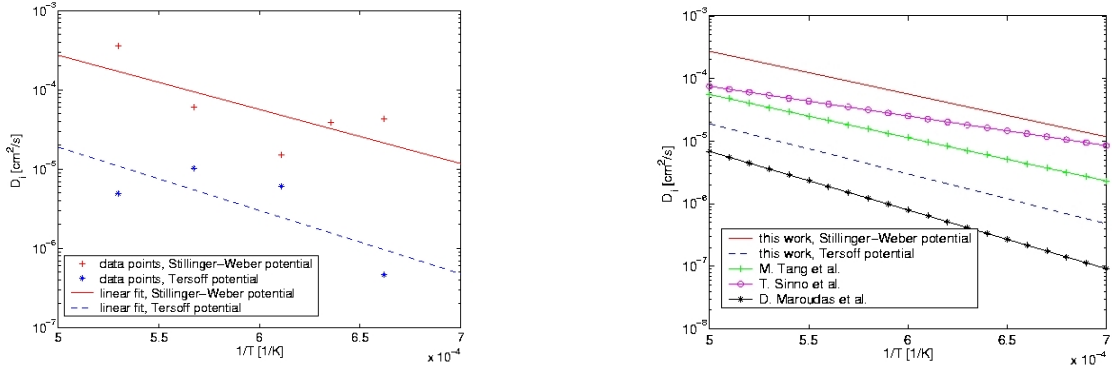 10^-3
10^-4
10^-5
10^-6
10^-7
D_i [cm^2/s]
+ data points, Stillinger-Weber potential
* data points, Tersoff potential
linear fit, Stillinger-Weber potential
linear fit, Tersoff potential
5 5.5 6 6.5 7
1/T [1/K]
x 10^-4
10^-3
10^-4
10^-5
10^-6
10^-7
10^-8
D_i [cm^2/s]
this work, Stillinger-Weber potential
this work, Tersoff potential
M. Tang et al.
T. Sinno et al.
D. Maroudas et al.
5 5.5 6 6.5 7
1/T [1/K]
x 10^-4